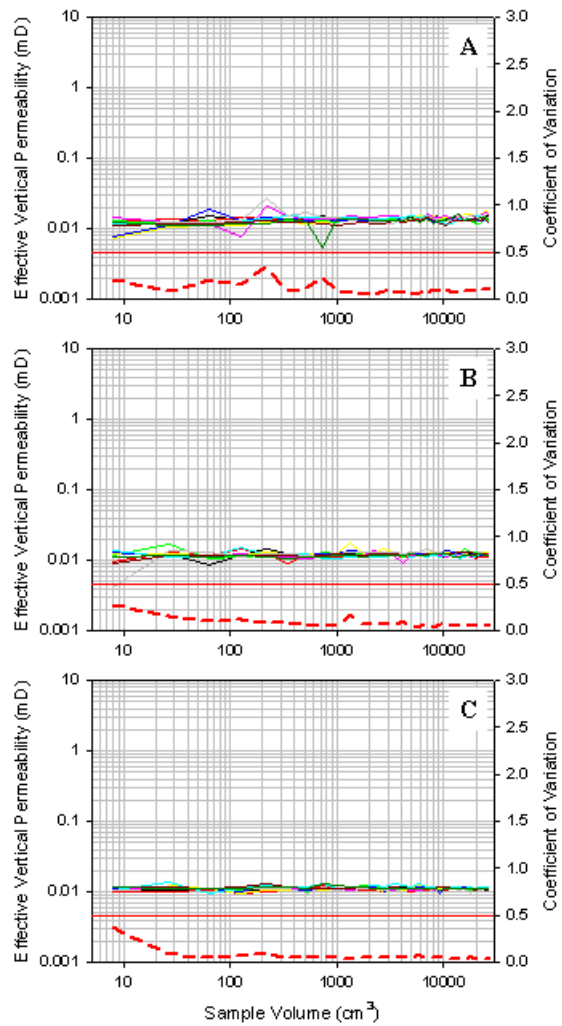 A
Effective Vertical Permeability (mD)
10
1
0.1
0.01
0.001
3.0
2.5
2.0
1.5
1.0
0.5
0.0
Coefficient of Variation
10 100 1000 10000
B
Effective Vertical Permeability (mD)
10
1
0.1
0.01
0.001
3.0
2.5
2.0
1.5
1.0
0.5
0.0
Coefficient of Variation
10 100 1000 10000
C
Effective Vertical Permeability (mD)
10
1
0.1
0.01
0.001
3.0
2.5
2.0
1.5
1.0
0.5
0.0
Coefficient of Variation
10 100 1000 10000
Sample Volume (cm³)